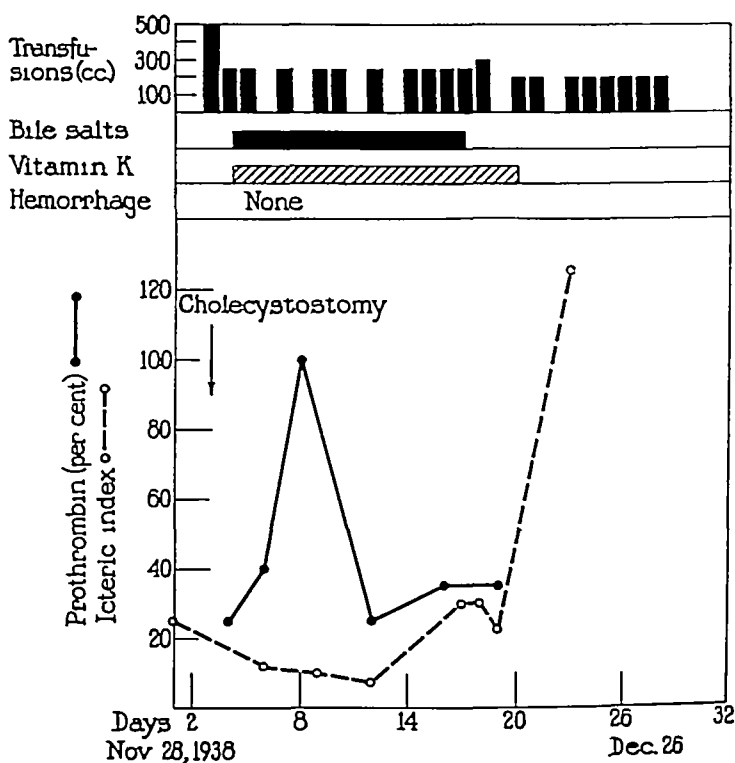 500
Transfu-
sions (cc.)
300
100
Bile salts
Vitamin K
Hemorrhage None
120
Cholecystostomy
100
80
60
40
20
Prothrombin (per cent)
Icteric index
Days 2 8 14 20 26 32
Nov 28, 1938 Dec. 26